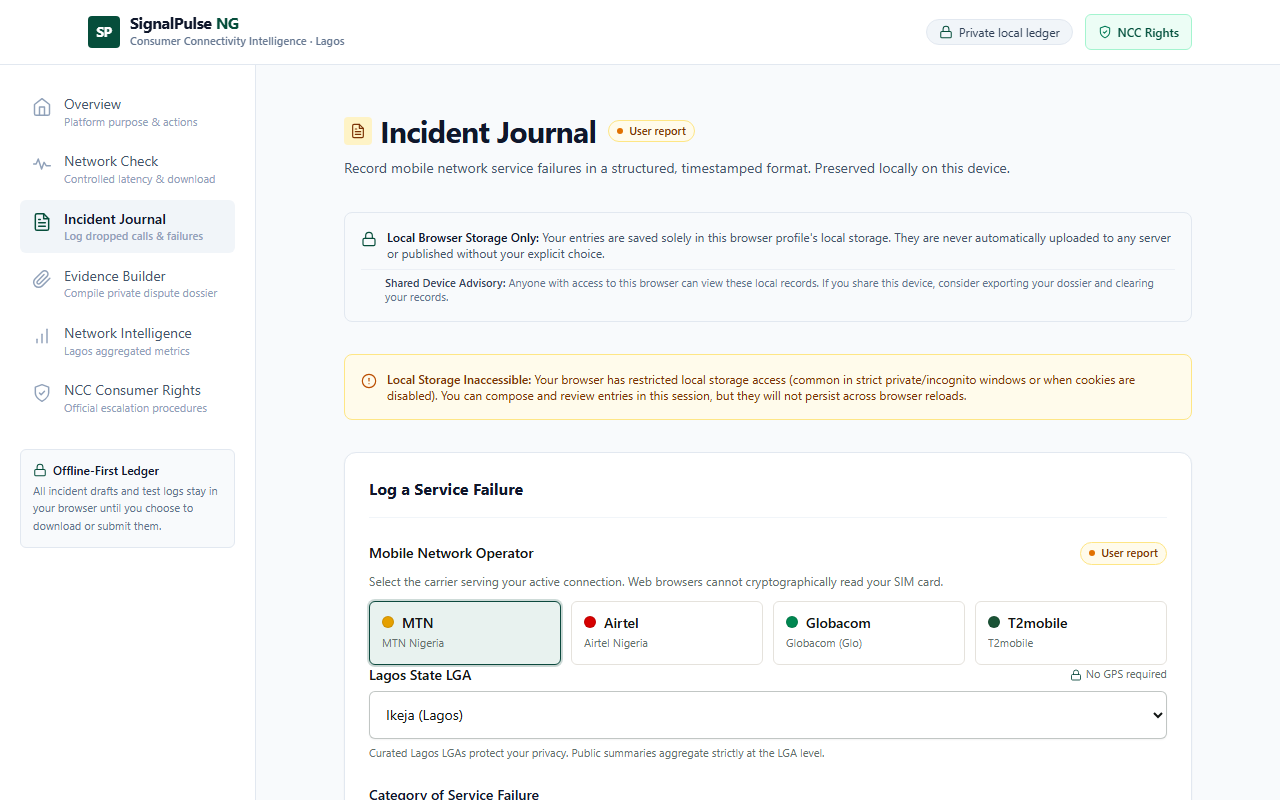 SP
SignalPulse NG
Consumer Connectivity Intelligence · Lagos
Private local ledger
NCC Rights
Overview
Platform purpose & actions
Network Check
Controlled latency & download
Incident Journal
Log dropped calls & failures
Evidence Builder
Compile private dispute dossier
Network Intelligence
Lagos aggregated metrics
NCC Consumer Rights
Official escalation procedures
Offline-First Ledger
All incident drafts and test logs stay in
your browser until you choose to
download or submit them.
Incident Journal
User report
Record mobile network service failures in a structured, timestamped format. Preserved locally on this device.
Local Browser Storage Only: Your entries are saved solely in this browser profile's local storage. They are never automatically uploaded to any server
or published without your explicit choice.
Shared Device Advisory: Anyone with access to this browser can view these local records. If you share this device, consider exporting your dossier and clearing
your records.
Local Storage Inaccessible: Your browser has restricted local storage access (common in strict private/incognito windows or when cookies are
disabled). You can compose and review entries in this session, but they will not persist across browser reloads.
Log a Service Failure
Mobile Network Operator
User report
Select the carrier serving your active connection. Web browsers cannot cryptographically read your SIM card.
MTN
MTN Nigeria
Airtel
Airtel Nigeria
Globacom
Globacom (Glo)
T2mobile
T2mobile
Lagos State LGA
No GPS required
Ikeja (Lagos)
Curated Lagos LGAs protect your privacy. Public summaries aggregate strictly at the LGA level.
Category of Service Failure